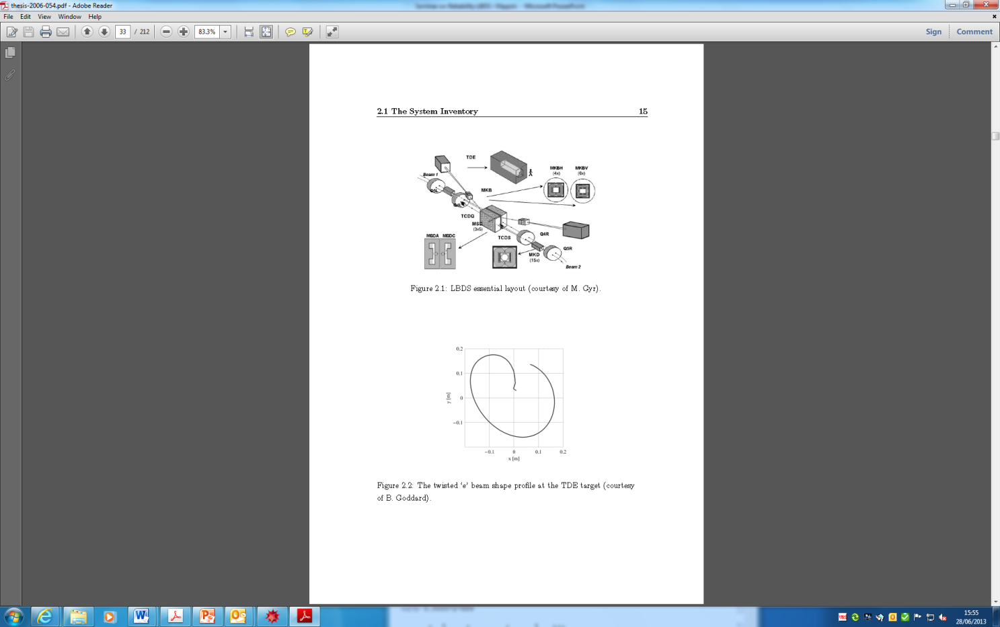 thesis-2006-054.pdf - Adobe Reader
File Edit View Window Help
33 / 212
83.3%
Sign Comment
2.1 The System Inventory 15
TDE
MKBH MKBV
(4x) (6x)
Beam 1
Q5L
MKB
Q4L
TCDQ
MSD
(3x5)
Q4R
MSDA MSDC
TCDS
Q5R
MKD
(15x)
Beam 2
Figure 2.1: LBDS essential layout (courtesy of M. Gyr).
0.2
0.1
y [m]
0
−0.1
−0.1 0 0.1 0.2
x [m]
Figure 2.2: The twisted ‘e’ beam shape profile at the TDE target (courtesy
of B. Goddard).
15:55
28/06/2013